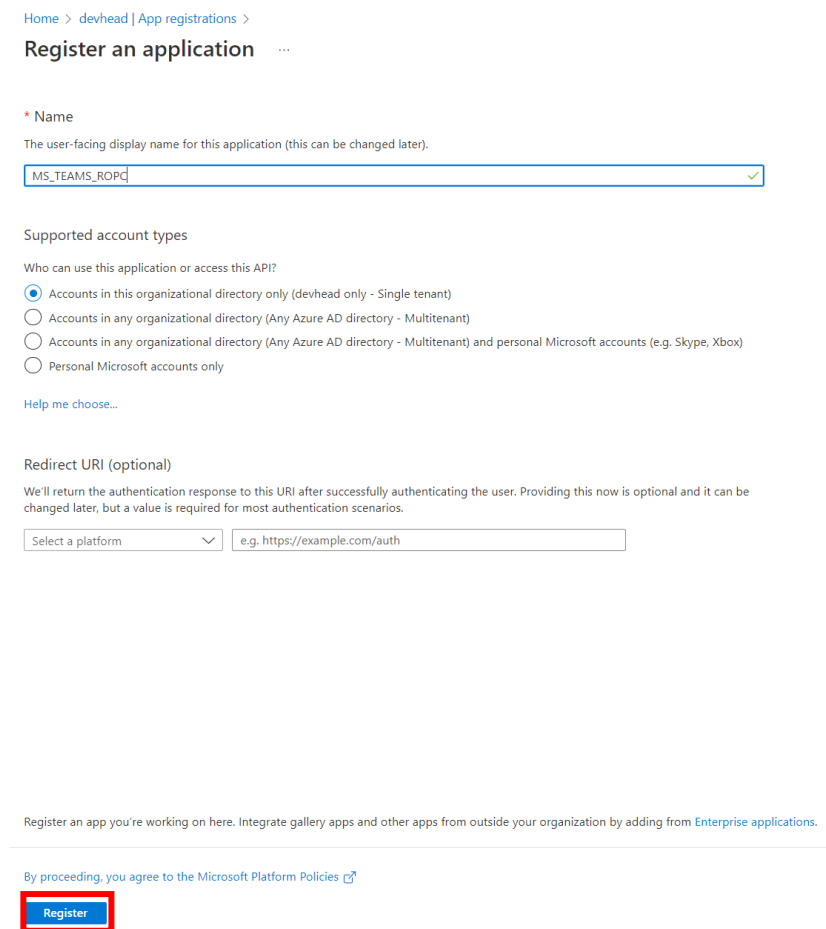 Home > devhead | App registrations >
Register an application ...
* Name
The user-facing display name for this application (this can be changed later).
MS_TEAMS_ROPC
Supported account types
Who can use this application or access this API?
Accounts in this organizational directory only (devhead only - Single tenant)
Accounts in any organizational directory (Any Azure AD directory - Multitenant)
Accounts in any organizational directory (Any Azure AD directory - Multitenant) and personal Microsoft accounts (e.g. Skype, Xbox)
Personal Microsoft accounts only
Help me choose...
Redirect URI (optional)
We'll return the authentication response to this URI after successfully authenticating the user. Providing this now is optional and it can be
changed later, but a value is required for most authentication scenarios.
Select a platform e.g. https://example.com/auth
Register an app you're working on here. Integrate gallery apps and other apps from outside your organization by adding from Enterprise applications.
By proceeding, you agree to the Microsoft Platform Policies
Register